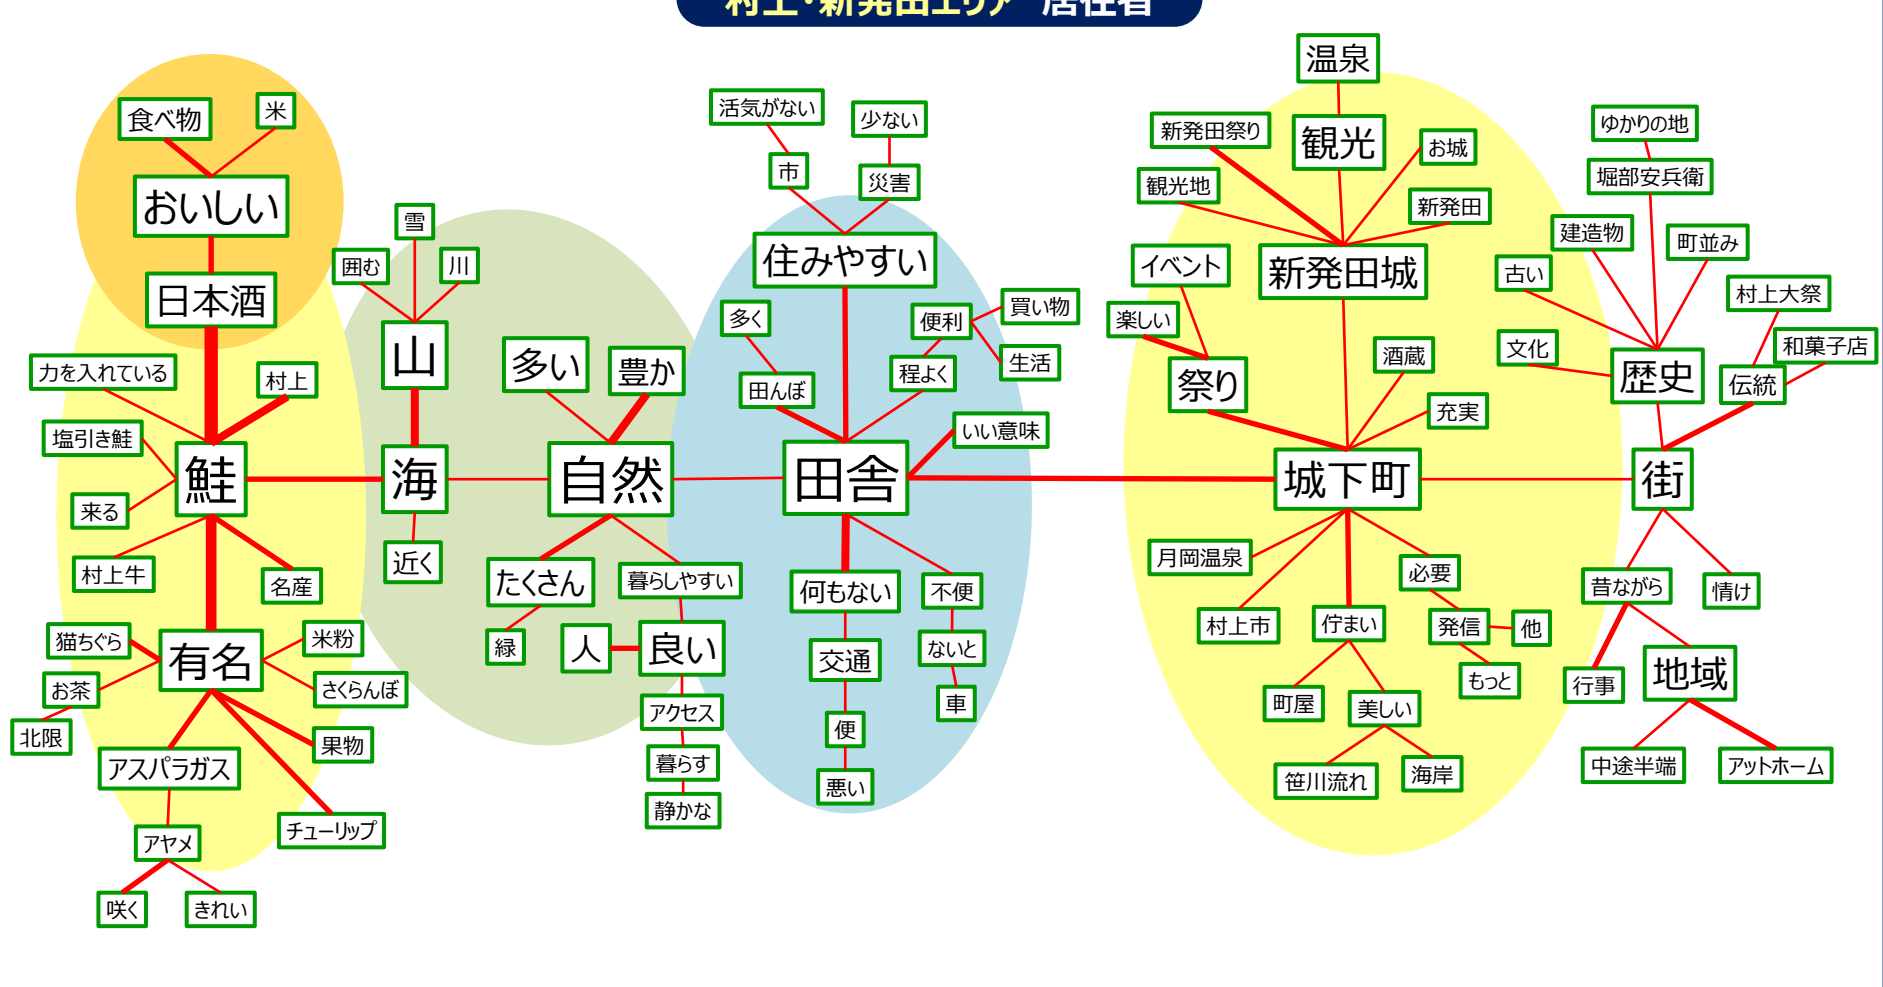 村上・新発田エリア 居住者
食べ物
米
おいしい
日本酒
力を入れている
村上
塩引き鮭
鮭
来る
村上牛
名産
猫ちぐら
有名
米粉
お茶
さくらんぼ
北限
果物
アスパラガス
チューリップ
アヤメ
咲く
きれい
雪
囲む
川
山
海
近く
多い
豊か
自然
たくさん
暮らしやすい
緑
人
良い
アクセス
暮らす
静かな
活気がない
少ない
市
災害
住みやすい
多く
便利
買い物
生活
田んぼ
程よく
いい意味
田舎
何もない
不便
交通
ないと
便
車
悪い
温泉
新発田祭り
観光
お城
観光地
新発田
イベント
新発田城
楽しい
祭り
酒蔵
充実
城下町
月岡温泉
必要
村上市
佇まい
発信
他
もっと
町屋
美しい
笹川流れ
海岸
ゆかりの地
堀部安兵衛
建造物
町並み
古い
村上大祭
文化
歴史
和菓子店
伝統
街
昔ながら
情け
行事
地域
中途半端
アットホーム